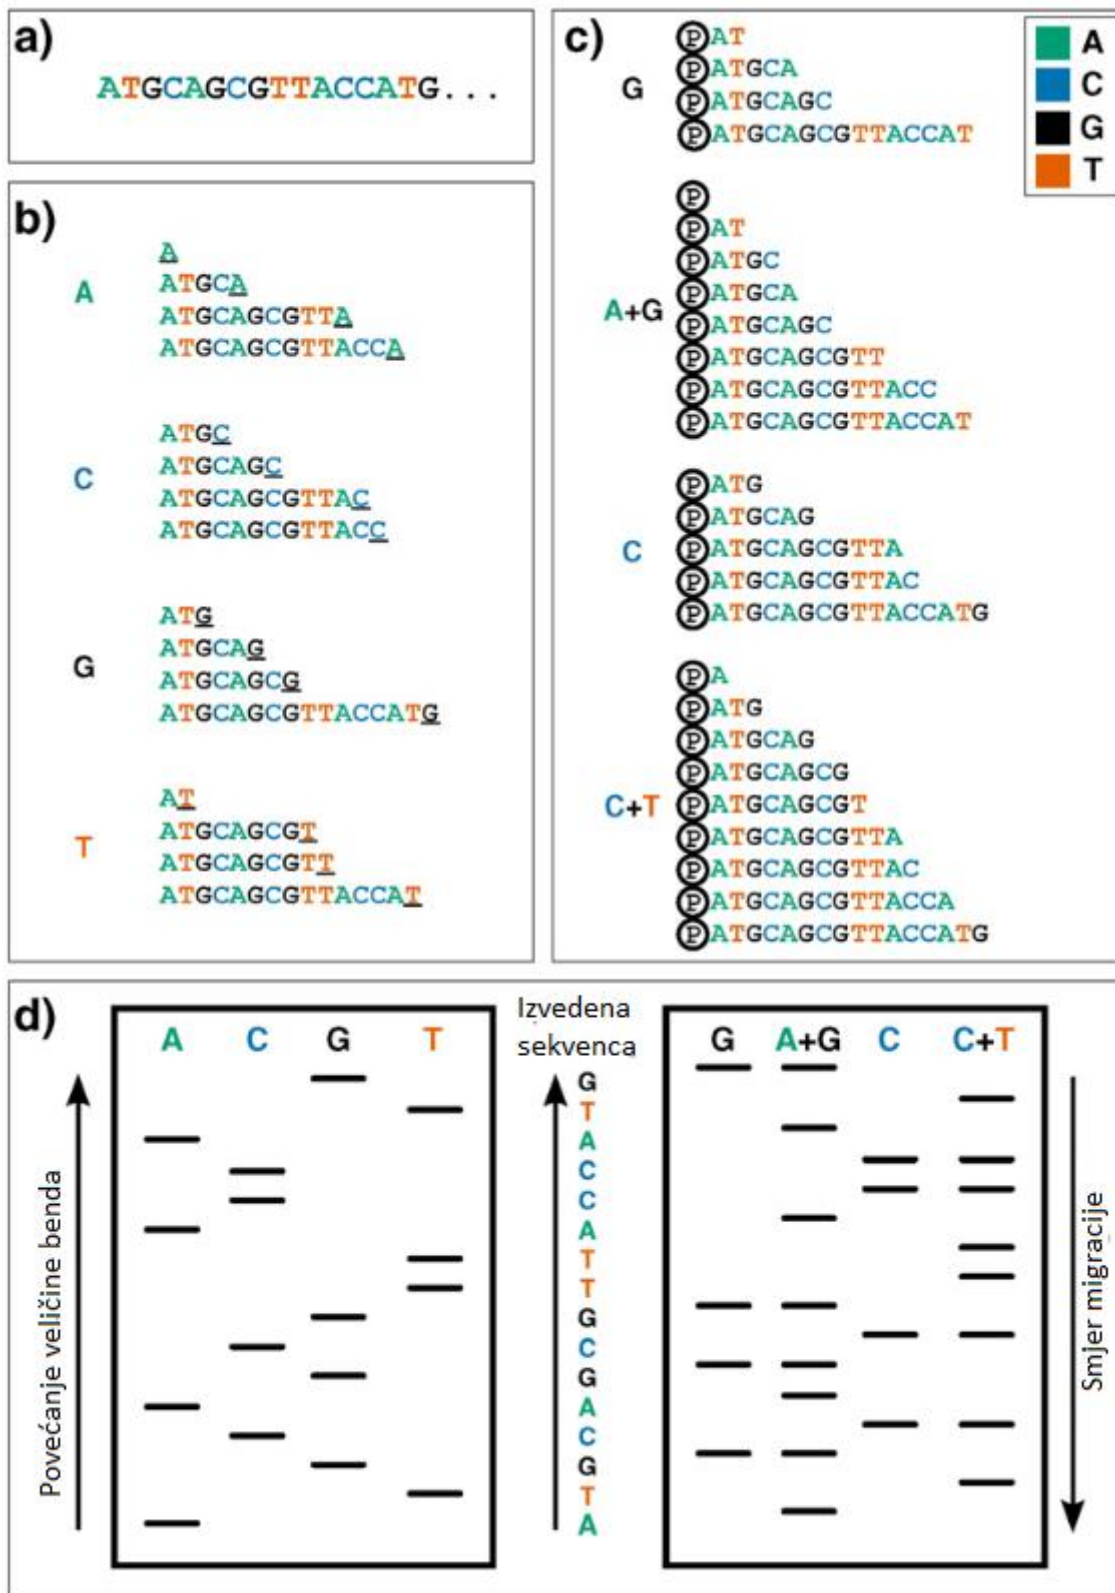 a)
ATGCAGCGTTACCATG...
b)
A
A
ATGCA
ATGCAGCGTTA
ATGCAGCGTTACCA
C
ATGC
ATGCAGC
ATGCAGCGTTAC
ATGCAGCGTTACC
G
ATG
ATGCAG
ATGCAGCG
ATGCAGCGTTACCATG
T
AT
ATGCAGCGT
ATGCAGCGTT
ATGCAGCGTTACCAT
c)
G
PAT
PATGCA
PATGCAGC
PATGCAGCGTTACCAT
A
C
G
T
A+G
P
PAT
PATGC
PATGCA
PATGCAGC
PATGCAGCGTT
PATGCAGCGTTACC
PATGCAGCGTTACCAT
C
PATG
PATGCAG
PATGCAGCGTTA
PATGCAGCGTTAC
PATGCAGCGTTACCATG
C+T
PA
PATG
PATGCAG
PATGCAGCG
PATGCAGCGT
PATGCAGCGTTA
PATGCAGCGTTAC
PATGCAGCGTTACCA
PATGCAGCGTTACCATG
d)
Povećanje veličine benda
A C G T
Izvedena
sekvenca
G
T
A
C
C
A
T
T
G
C
G
A
C
G
T
A
G A+G C C+T
Smjer migracije